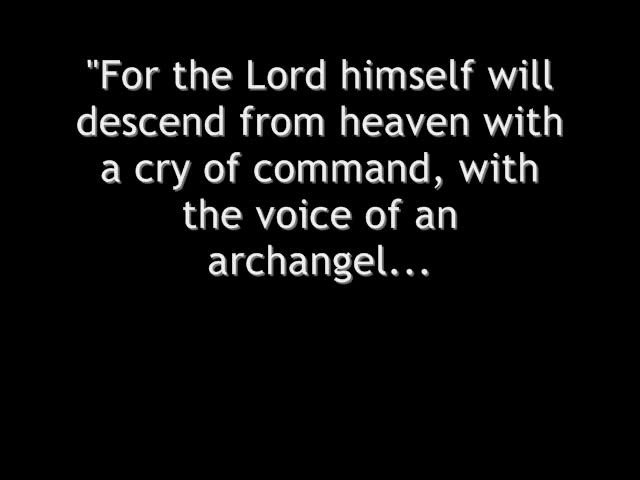 "For the Lord himself will
descend from heaven with
a cry of command, with
the voice of an
archangel...